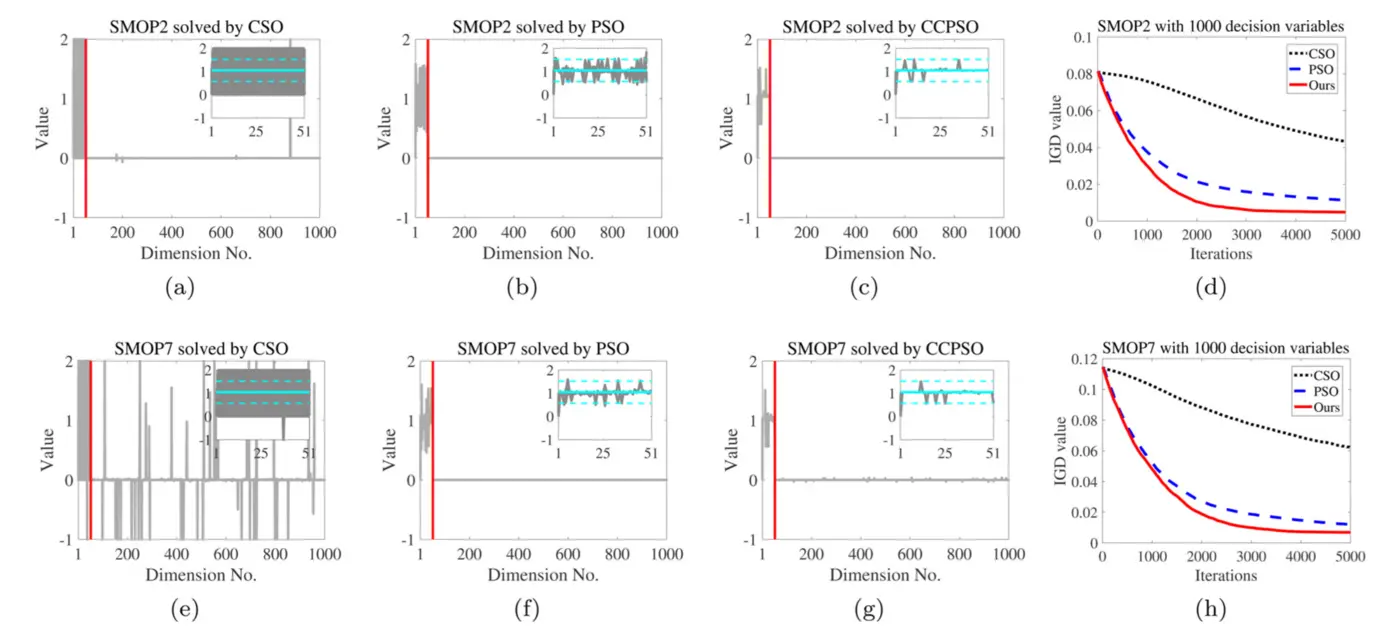 SMOP2 solved by CSO
2
1
0
-1
Value
2
1
0
-1
1 25 51
1 200 400 600 800 1000
Dimension No.
(a)
SMOP2 solved by PSO
2
1
0
-1
Value
2
1
0
-1
1 25 51
1 200 400 600 800 1000
Dimension No.
(b)
SMOP2 solved by CCPSO
2
1
0
-1
Value
2
1
0
-1
1 25 51
1 200 400 600 800 1000
Dimension No.
(c)
SMOP2 with 1000 decision variables
0.1
0.08
0.06
0.04
0.02
0
IGD value
CSO
PSO
Ours
0 1000 2000 3000 4000 5000
Iterations
(d)
SMOP7 solved by CSO
2
1
0
-1
Value
2
1
0
-1
1 25 51
1 200 400 600 800 1000
Dimension No.
(e)
SMOP7 solved by PSO
2
1
0
-1
Value
2
1
0
-1
1 25 51
1 200 400 600 800 1000
Dimension No.
(f)
SMOP7 solved by CCPSO
2
1
0
-1
Value
2
1
0
-1
1 25 51
1 200 400 600 800 1000
Dimension No.
(g)
SMOP7 with 1000 decision variables
0.12
0.1
0.08
0.06
0.04
0.02
0
IGD value
CSO
PSO
Ours
0 1000 2000 3000 4000 5000
Iterations
(h)